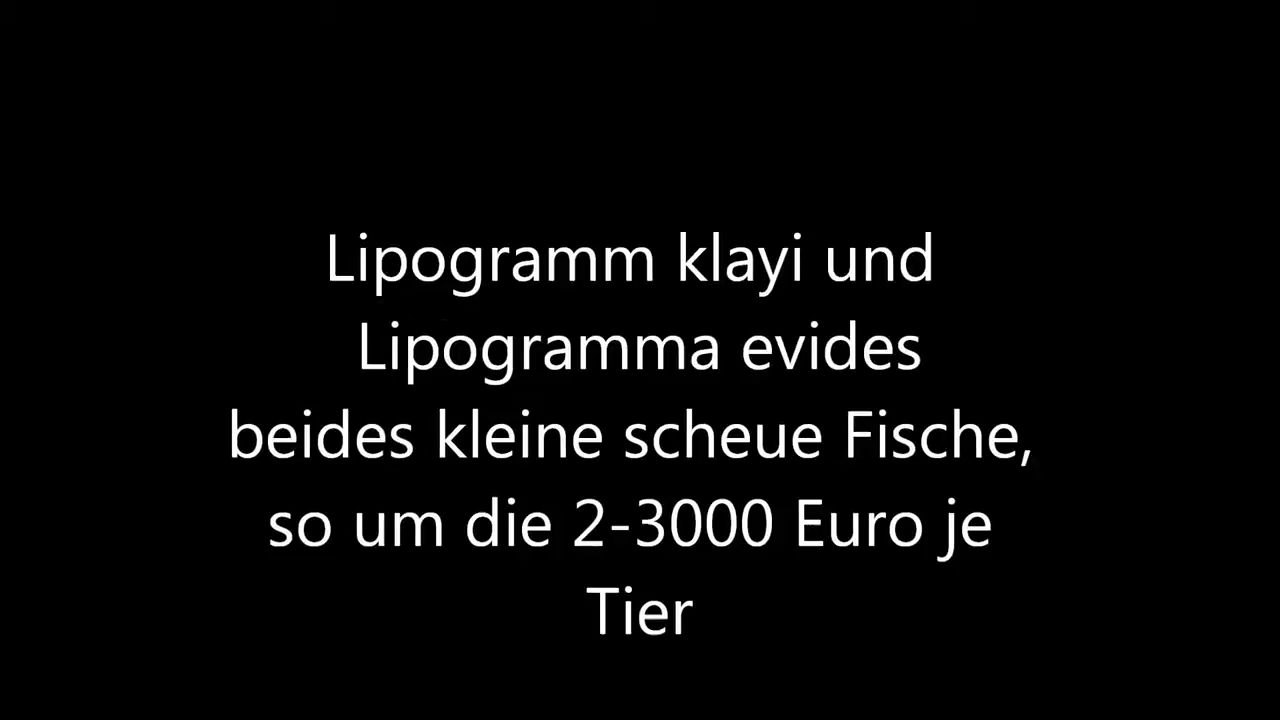 Lipogramm klayi und
Lipogramma evides
beides kleine scheue Fische,
so um die 2-3000 Euro je
Tier